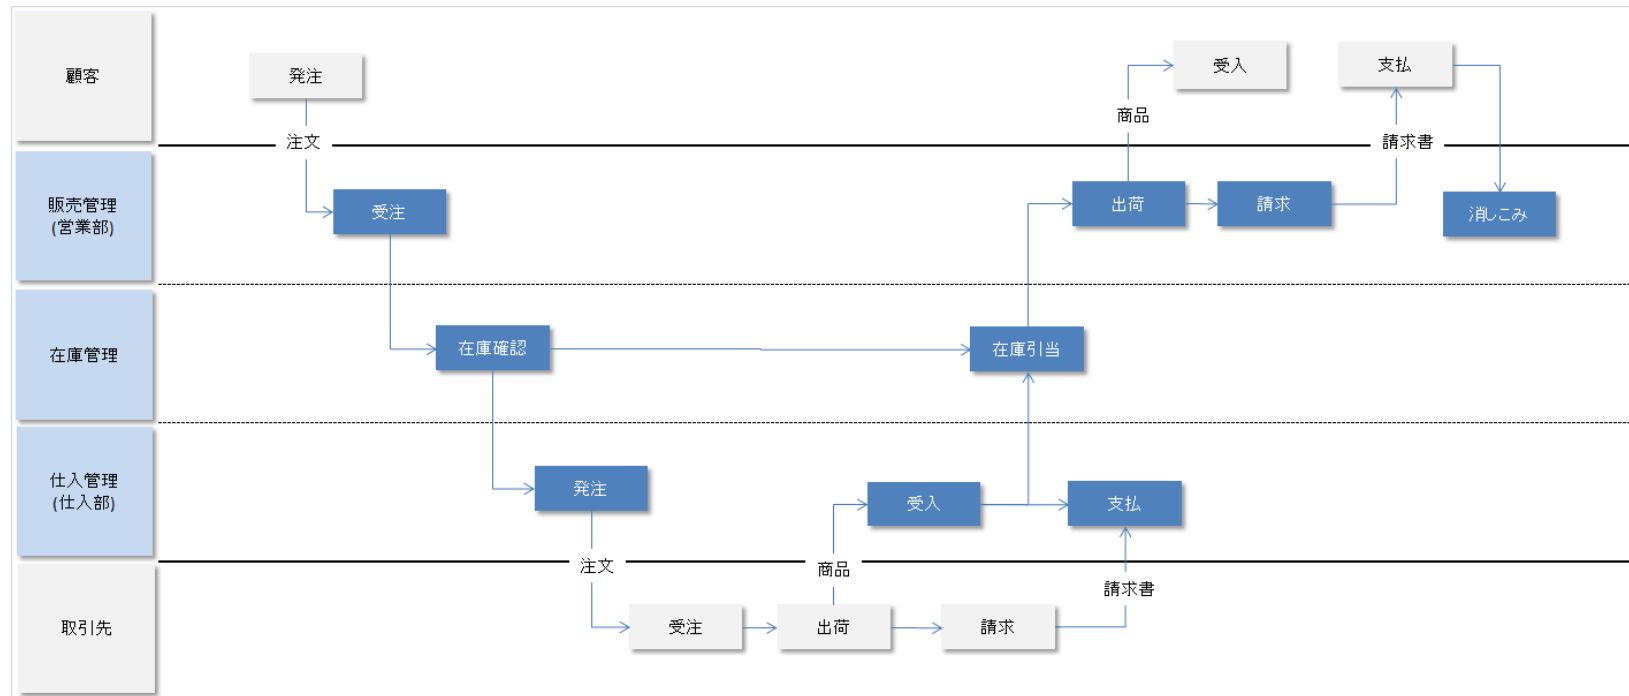 顧客
発注
受入
支払
商品
注文
請求書
販売管理
(営業部)
受注
出荷
請求
消しこみ
在庫管理
在庫確認
在庫引当
仕入管理
(仕入部)
発注
受入
支払
注文
商品
請求書
取引先
受注
出荷
請求